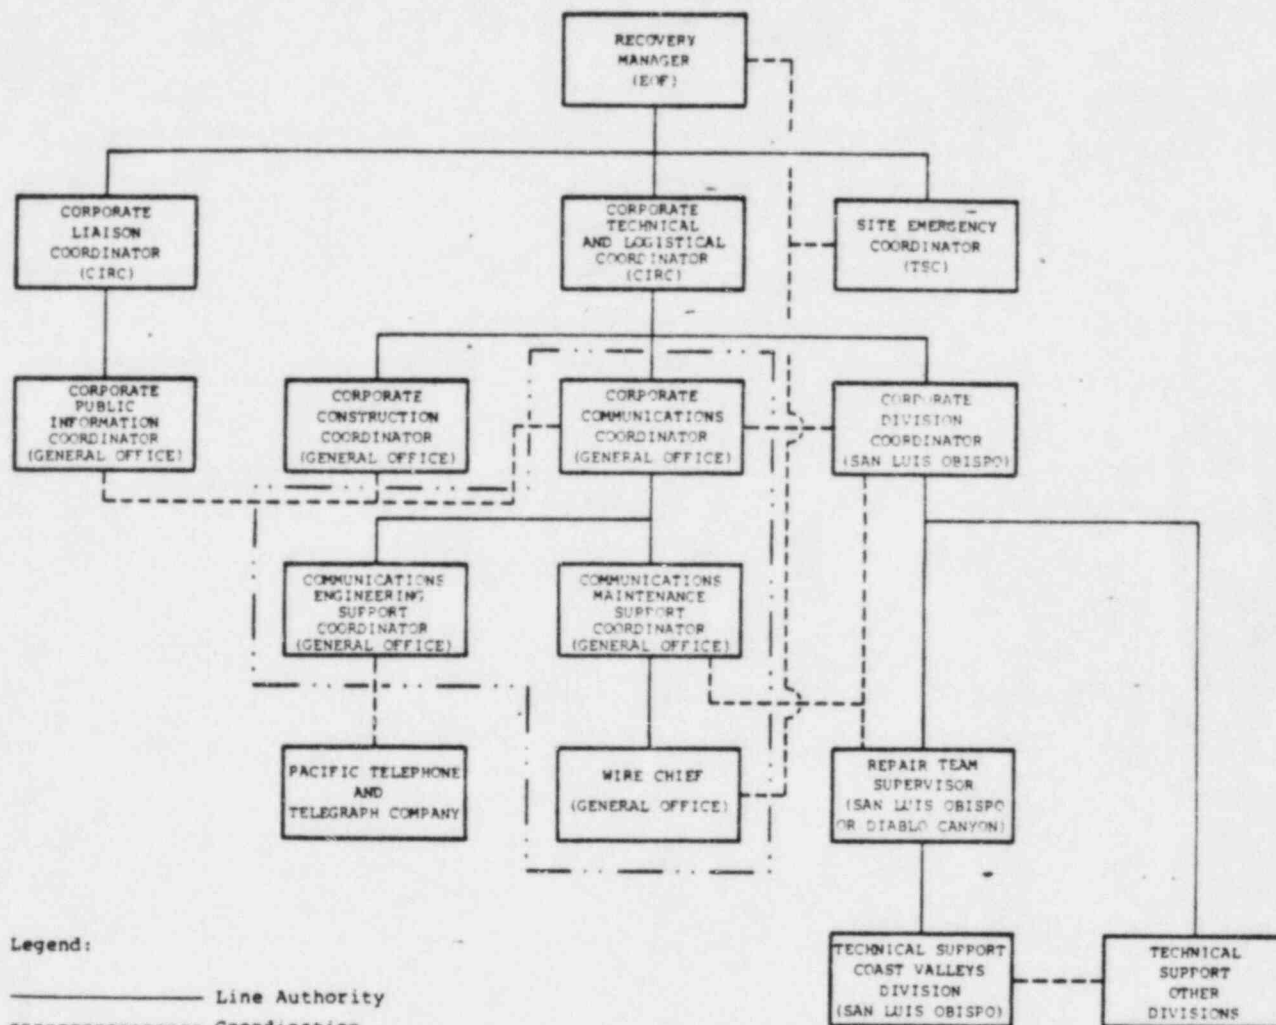 RECOVERY
MANAGER
(EOF)
CORPORATE
LIAISON
COORDINATOR
(CIRC)
CORPORATE
TECHNICAL
AND LOGISTICAL
COORDINATOR
(CIRC)
SITE EMERGENCY
COORDINATOR
(TSC)
CORPORATE
PUBLIC
INFORMATION
COORDINATOR
(GENERAL OFFICE)
CORPORATE
CONSTRUCTION
COORDINATOR
(GENERAL OFFICE)
CORPORATE
COMMUNICATIONS
COORDINATOR
(GENERAL OFFICE)
CORPORATE
DIVISION
COORDINATOR
(SAN LUIS OBISPO)
COMMUNICATIONS
ENGINEERING
SUPPORT
COORDINATOR
(GENERAL OFFICE)
COMMUNICATIONS
MAINTENANCE
SUPPORT
COORDINATOR
(GENERAL OFFICE)
PACIFIC TELEPHONE
AND
TELEGRAPH COMPANY
WIRE CHIEF
(GENERAL OFFICE)
REPAIR TEAM
SUPERVISOR
(SAN LUIS OBISPO
OR DIABLO CANYON)
TECHNICAL SUPPORT
COAST VALLEYS
DIVISION
(SAN LUIS OBISPO)
TECHNICAL
SUPPORT
OTHER
DIVISIONS
Legend:
Line Authority
Coordination